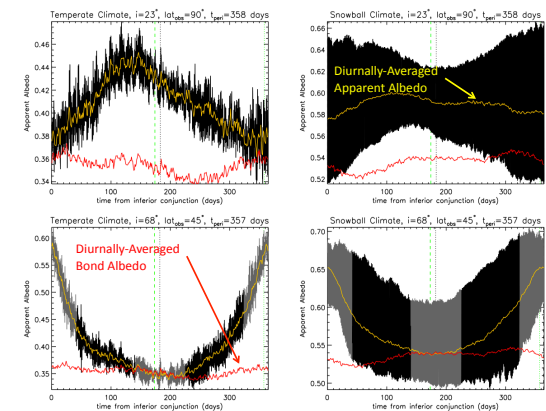 Temperate Climate, i=23°, lat_obs=90°, t_peri=358 days
0.46
0.44
0.42
0.40
0.38
0.36
0.34
Apparent Albedo
0 100 200 300
time from inferior conjunction (days)
Snowball Climate, i=23°, lat_obs=90°, t_peri=358 days
0.66
0.64
0.62
0.60
0.58
0.56
0.54
0.52
Apparent Albedo
Diurnally-Averaged
Apparent Albedo
0 100 200 300
time from inferior conjunction (days)
Temperate Climate, i=68°, lat_obs=45°, t_peri=357 days
0.60
0.55
0.50
0.45
0.40
0.35
Apparent Albedo
Diurnally-Averaged
Bond Albedo
0 100 200 300
time from inferior conjunction (days)
Snowball Climate, i=68°, lat_obs=45°, t_peri=357 days
0.70
0.65
0.60
0.55
0.50
Apparent Albedo
0 100 200 300
time from inferior conjunction (days)